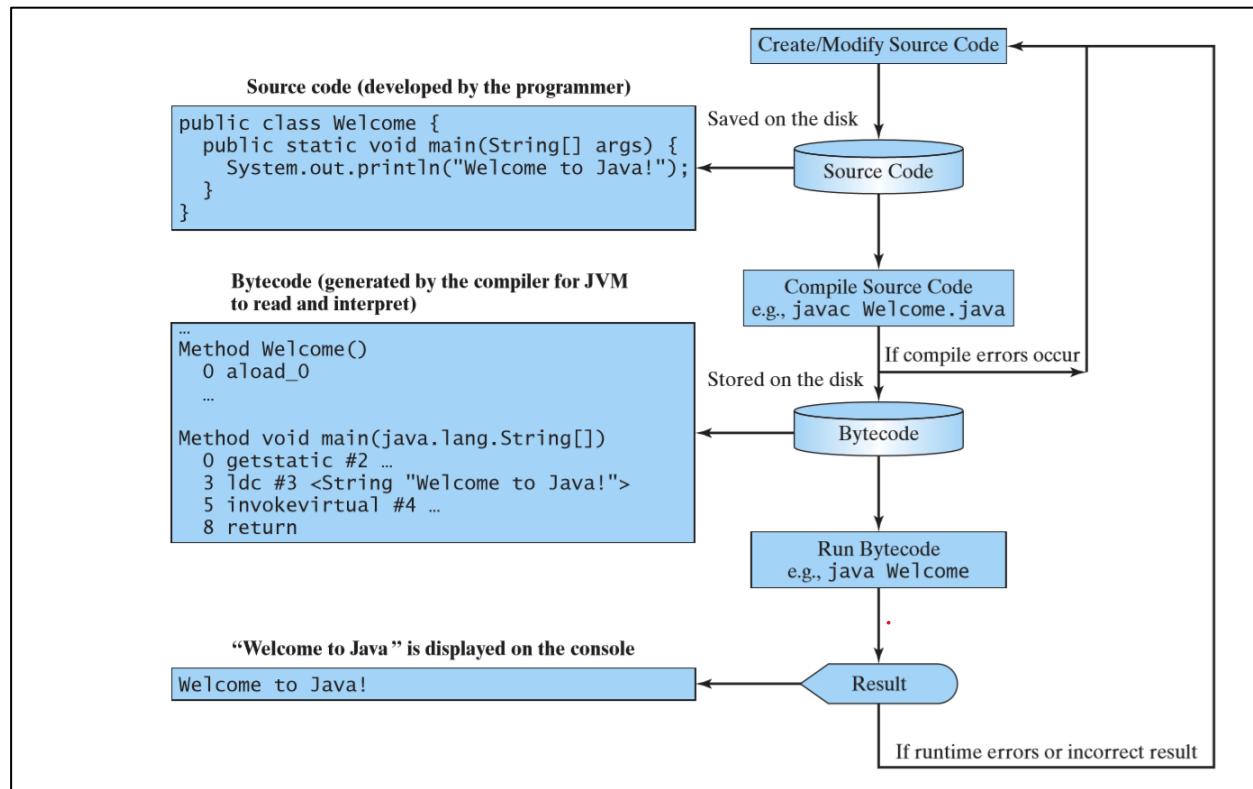 Create/Modify Source Code
Source code (developed by the programmer)
public class Welcome {
  public static void main(String[] args) {
    System.out.println("Welcome to Java!");
  }
}
Saved on the disk
Source Code
Compile Source Code
e.g., javac Welcome.java
If compile errors occur
Bytecode (generated by the compiler for JVM
to read and interpret)
…
Method Welcome()
  0 aload_0
  …
Method void main(java.lang.String[])
  0 getstatic #2 …
  3 ldc #3 <String "Welcome to Java!">
  5 invokevirtual #4 …
  8 return
Stored on the disk
Bytecode
Run Bytecode
e.g., java Welcome
“Welcome to Java” is displayed on the console
Welcome to Java!
Result
If runtime errors or incorrect result